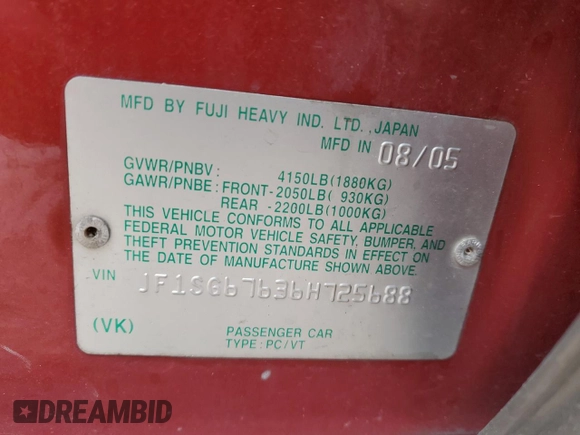 MFD BY FUJI HEAVY IND. LTD., JAPAN
MFD IN 08/05
GVWR/PNBV : 4150LB(1880KG)
GAWR/PNBE: FRONT-2050LB( 930KG)
REAR -2200LB(1000KG)
THIS VEHICLE CONFORMS TO ALL APPLICABLE
FEDERAL MOTOR VEHICLE SAFETY, BUMPER, AND
THEFT PREVENTION STANDARDS IN EFFECT ON
THE DATE OF MANUFACTURE SHOWN ABOVE.
VIN JF1SG67636H725688
(VK) PASSENGER CAR
TYPE: PC/VT
DREAMBID